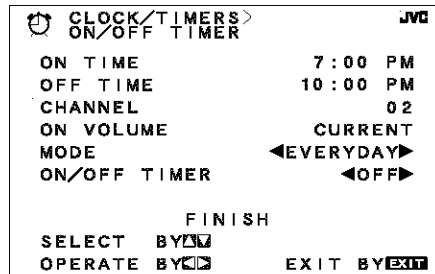 CLOCK/TIMERS> JVC
ON/OFF TIMER
ON TIME 7:00 PM
OFF TIME 10:00 PM
CHANNEL 02
ON VOLUME CURRENT
MODE ◀EVERYDAY▶
ON/OFF TIMER ◀OFF▶
FINISH
SELECT BY▲▼
OPERATE BY◀▶ EXIT BY EXIT